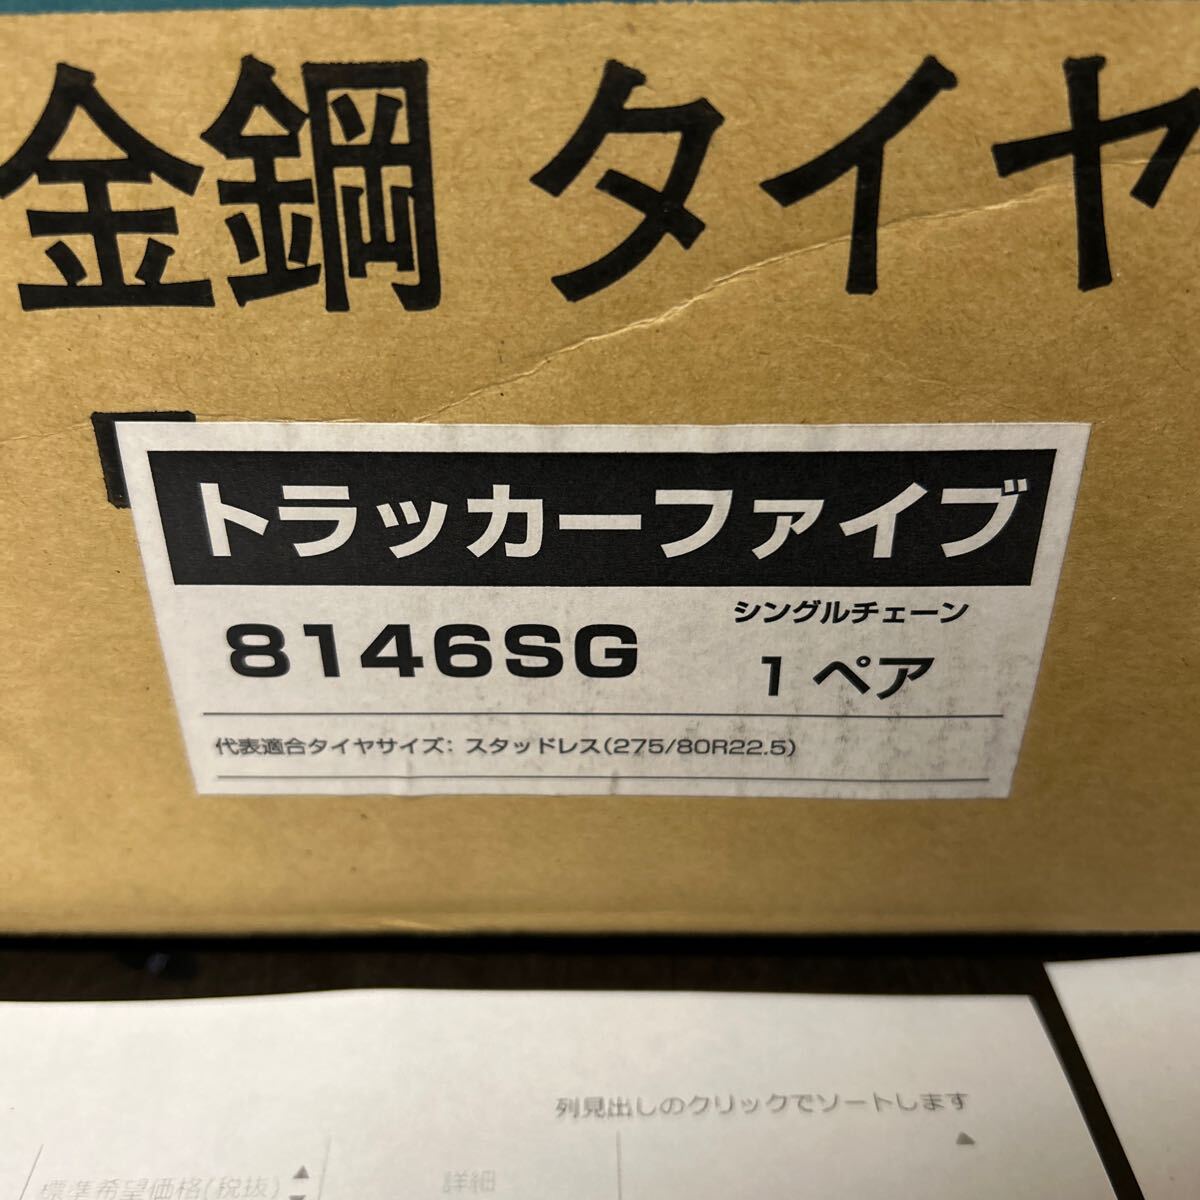 金鋼 タイヤ
トラッカーファイブ
8146SG
シングルチェーン
1 ペア
代表適合タイヤサイズ: スタッドレス(275/80R22.5)
列見出しのクリックでソートします
標準希望価格(税抜)
詳細